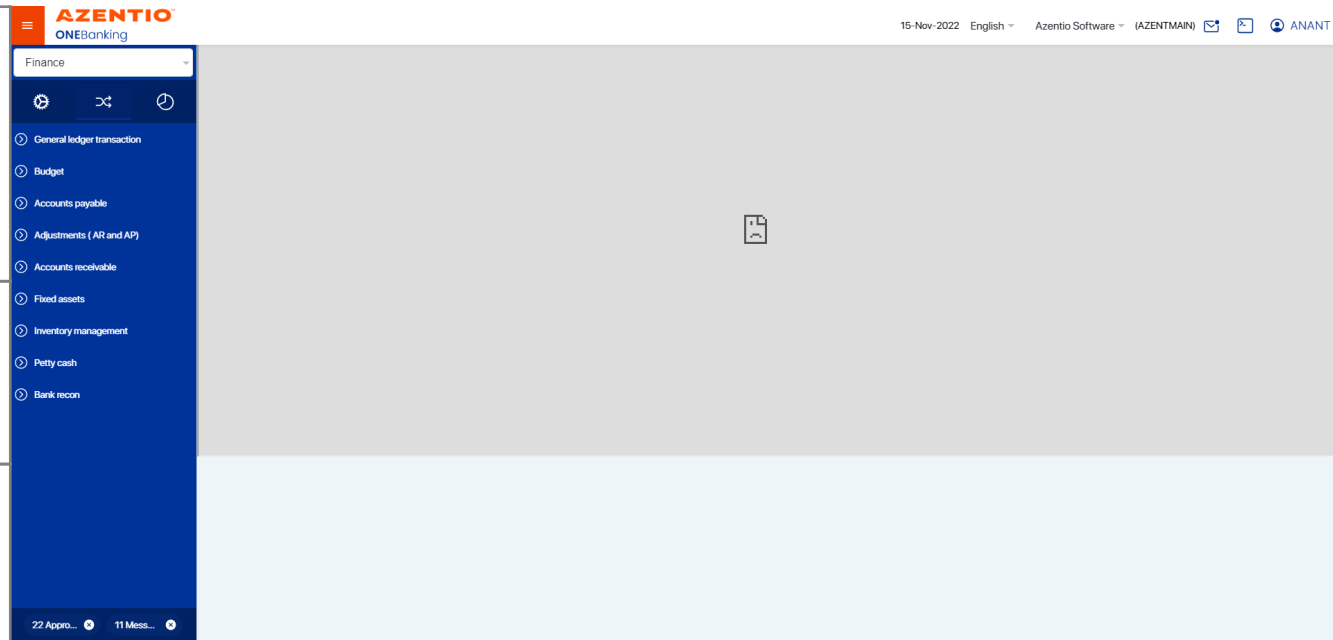 AZENTIO
ONEBanking
15-Nov-2022 English Azentio Software (AZENTMAIN) ANANT
Finance
General ledger transaction
Budget
Accounts payable
Adjustments ( AR and AP)
Accounts receivable
Fixed assets
Inventory management
Petty cash
Bank recon
22 Appro... 11 Mess...